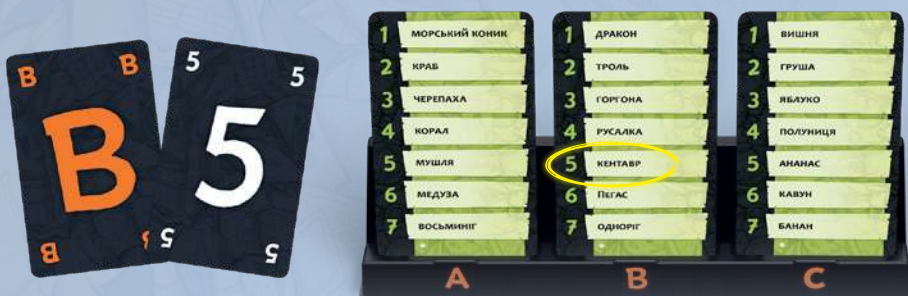 B B
B
B B
5 5
5
5 5
1 МОРСЬКИЙ КОНИК
2 КРАБ
3 ЧЕРЕПАХА
4 КОРАЛ
5 МУШЛЯ
6 МЕДУЗА
7 ВОСЬМИНІГ
A
1 ДРАКОН
2 ТРОЛЬ
3 ГОРГОНА
4 РУСАЛКА
5 КЕНТАВР
6 ПЕГАС
7 ОДНОРІГ
B
1 ВИШНЯ
2 ГРУША
3 ЯБЛУКО
4 ПОЛУНИЦЯ
5 АНАНАС
6 КАВУН
7 БАНАН
C